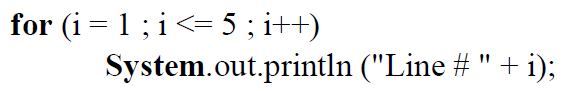 for (i = 1 ; i <= 5 ; i++)
System.out.println ("Line # " + i);